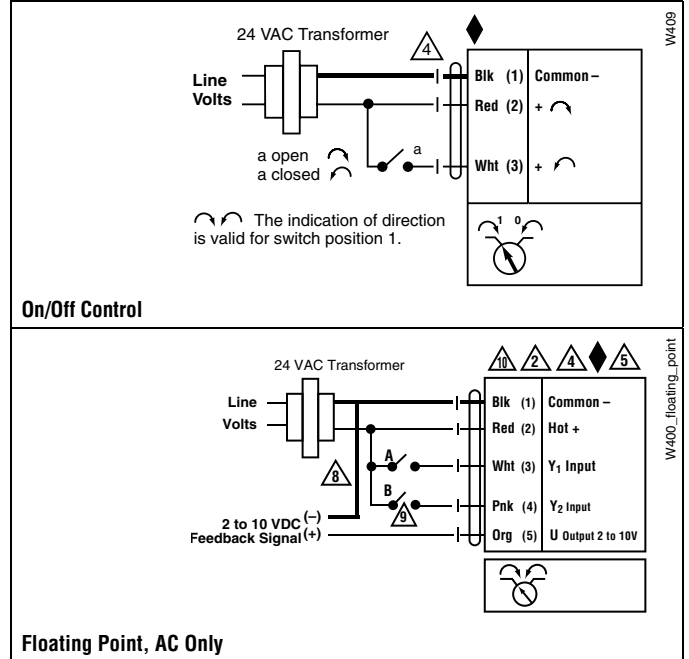 W409
24 VAC Transformer
4
Line
Volts
Blk (1) Common –
Red (2) +
a
Wht (3) +
a open
a closed
The indication of direction
is valid for switch position 1.
1 0
On/Off Control
W400_floating_point
24 VAC Transformer
10 2 4 5
Line
Volts
Blk (1) Common –
Red (2) Hot +
A
Wht (3) Y1 Input
8
B
9
Pnk (4) Y2 Input
2 to 10 VDC (–)
Feedback Signal (+)
Org (5) U Output 2 to 10V
Floating Point, AC Only